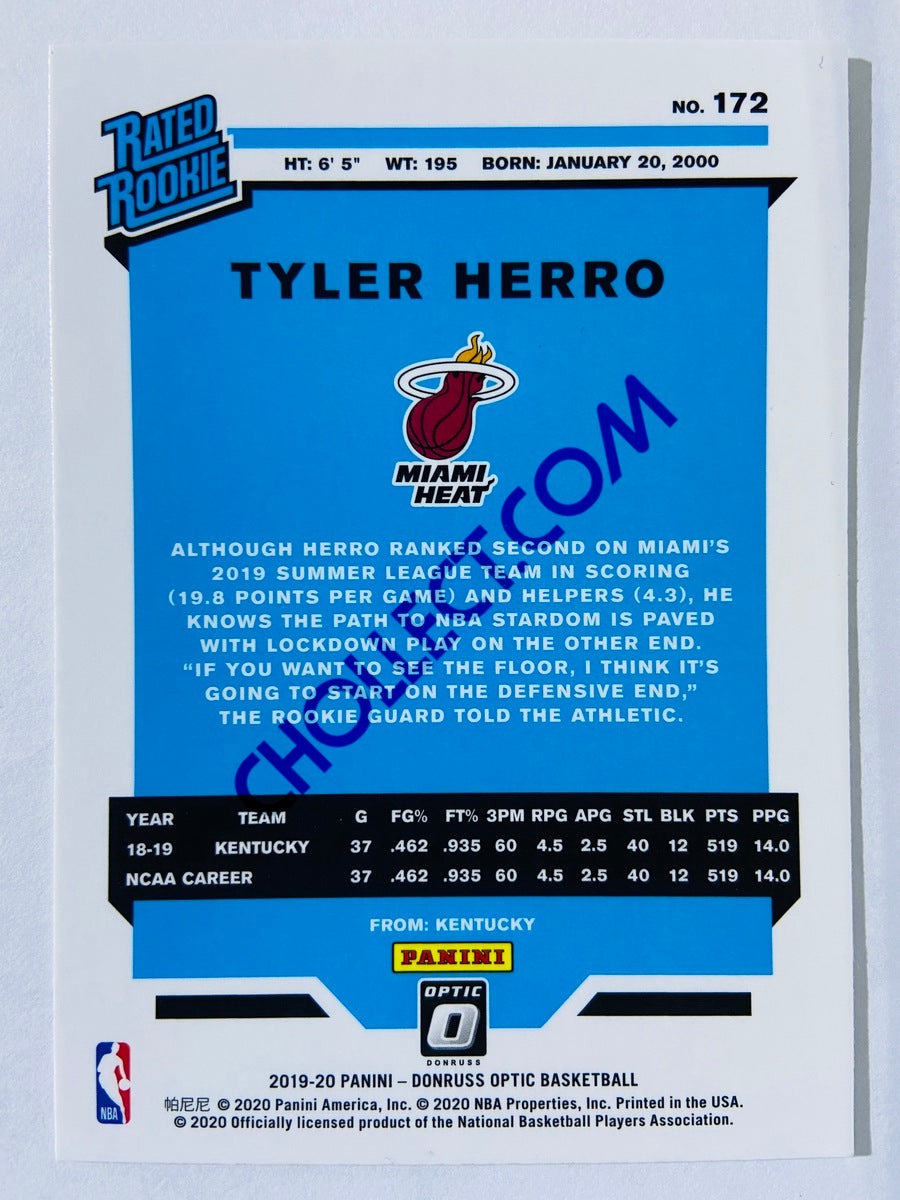 NO. 172
RATED
ROOKIE
HT: 6' 5" WT: 195 BORN: JANUARY 20, 2000
TYLER HERRO
MIAMI
HEAT
ALTHOUGH HERRO RANKED SECOND ON MIAMI'S
2019 SUMMER LEAGUE TEAM IN SCORING
(19.8 POINTS PER GAME) AND HELPERS (4.3), HE
KNOWS THE PATH TO NBA STARDOM IS PAVED
WITH LOCKDOWN PLAY ON THE OTHER END.
“IF YOU WANT TO SEE THE FLOOR, I THINK IT'S
GOING TO START ON THE DEFENSIVE END,”
THE ROOKIE GUARD TOLD THE ATHLETIC.
CHOLLECT.COM
YEAR TEAM G FG% FT% 3PM RPG APG STL BLK PTS PPG
18-19 KENTUCKY 37 .462 .935 60 4.5 2.5 40 12 519 14.0
NCAA CAREER 37 .462 .935 60 4.5 2.5 40 12 519 14.0
FROM: KENTUCKY
PANINI
OPTIC
O
DONRUSS
NBA
2019-20 PANINI – DONRUSS OPTIC BASKETBALL
帕尼尼 © 2020 Panini America, Inc. © 2020 NBA Properties, Inc. Printed in the USA.
© 2020 Officially licensed product of the National Basketball Players Association.